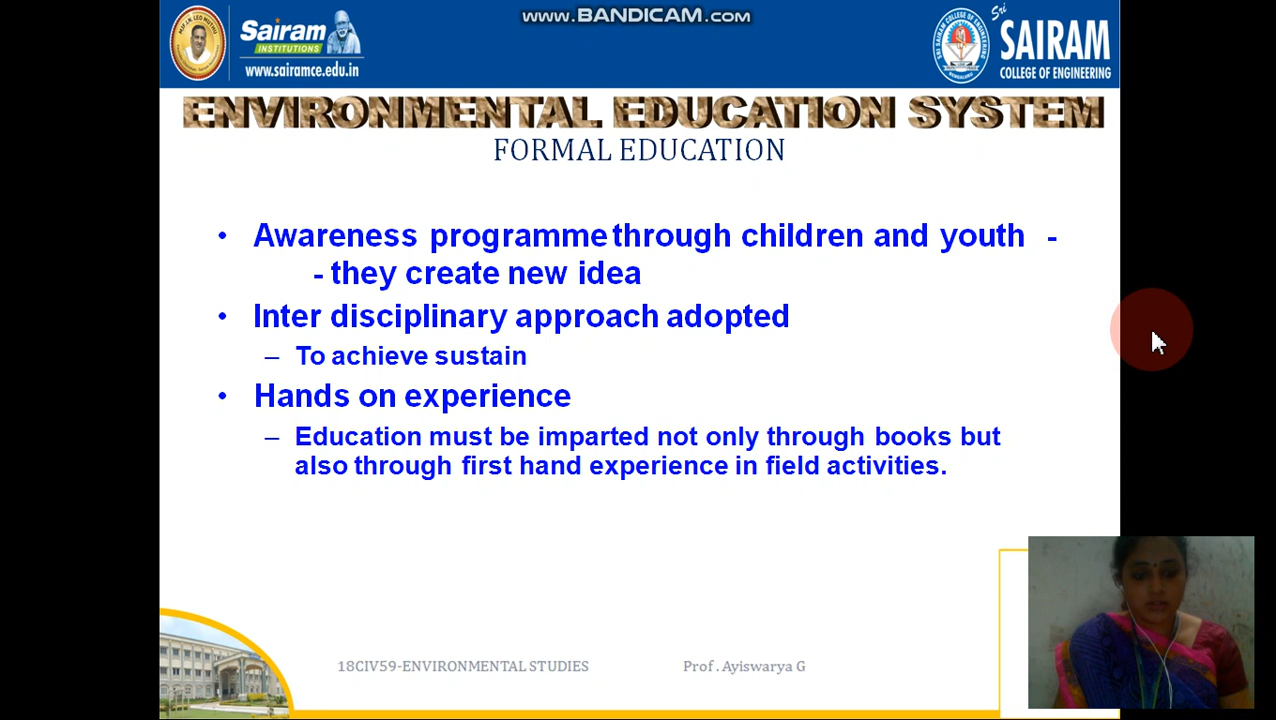 www.BANDICAM.com
Sairam
INSTITUTIONS
www.sairamce.edu.in
Sri
SAIRAM
COLLEGE OF ENGINEERING
ENVIRONMENTAL EDUCATION SYSTEM
FORMAL EDUCATION
• Awareness programme through children and youth -
- they create new idea
• Inter disciplinary approach adopted
– To achieve sustain
• Hands on experience
– Education must be imparted not only through books but
also through first hand experience in field activities.
18CIV59-ENVIRONMENTAL STUDIES Prof . Ayiswarya G